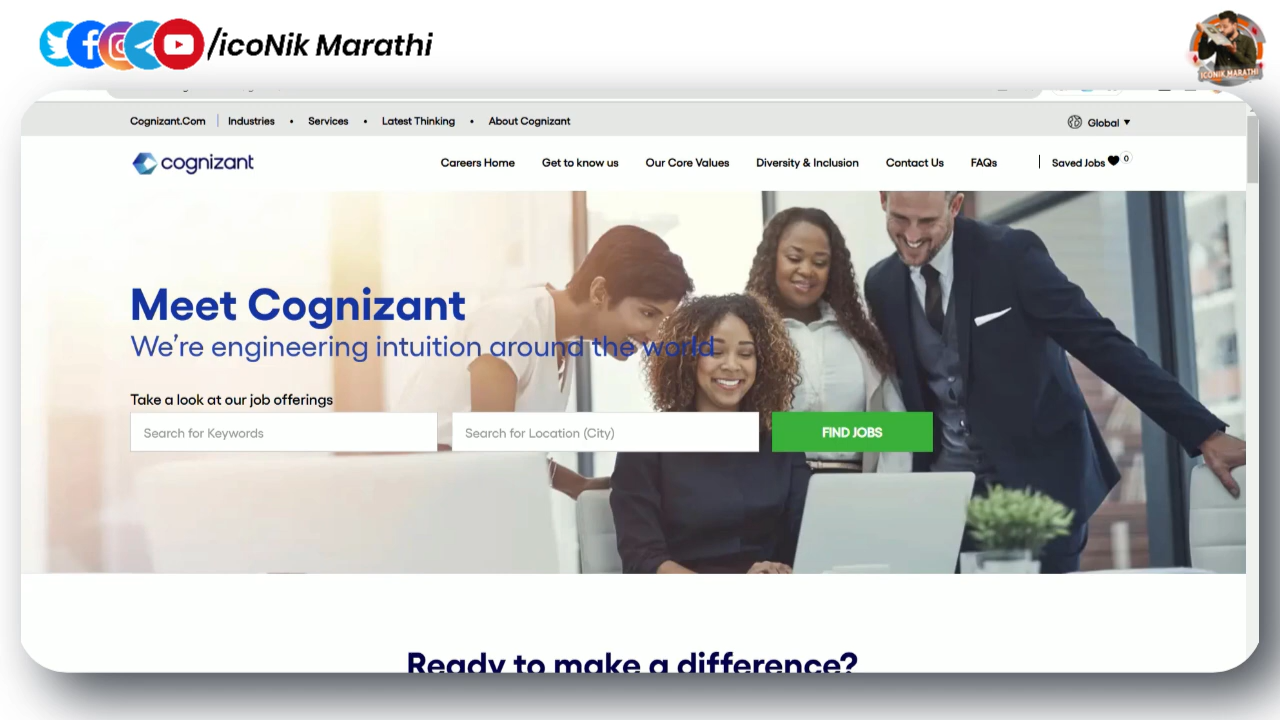 /icoNik Marathi
ICONIK MARATHI
Cognizant.Com | Industries • Services • Latest Thinking • About Cognizant
Global ▼
cognizant
Careers Home Get to know us Our Core Values Diversity & Inclusion Contact Us FAQs | Saved Jobs 0
Meet Cognizant
We're engineering intuition around the world
Take a look at our job offerings
Search for Keywords Search for Location (City) FIND JOBS
Ready to make a difference?